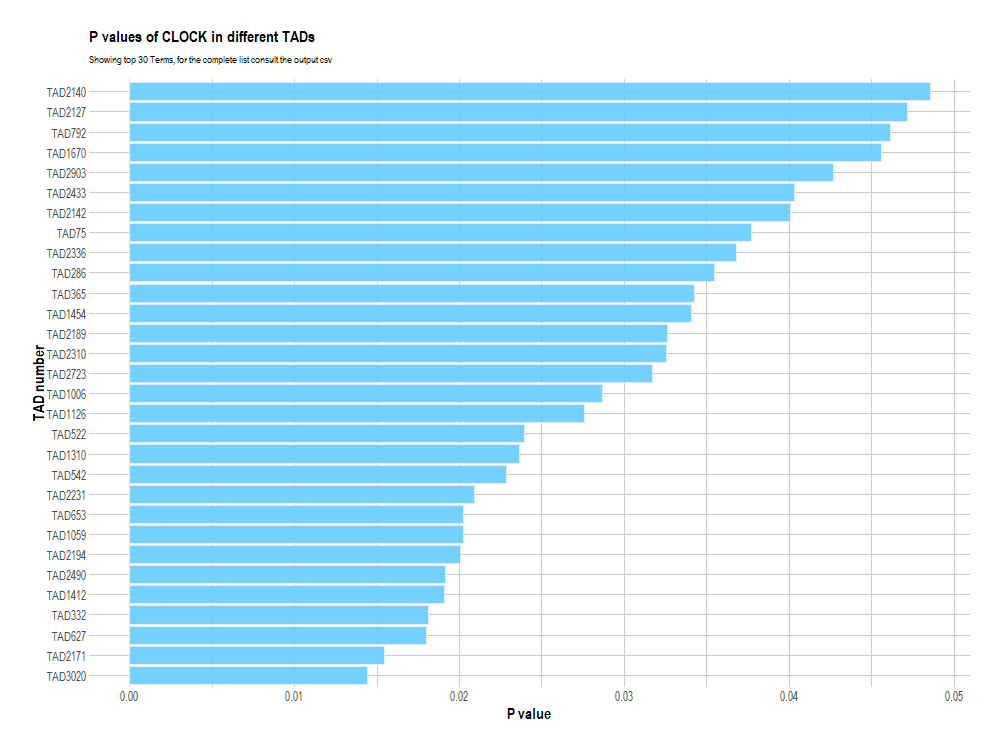 P values of CLOCK in different TADs
Showing top 30 Terms, for the complete list consult the output csv
TAD2140
TAD2127
TAD792
TAD1670
TAD2903
TAD2433
TAD2142
TAD75
TAD2336
TAD286
TAD365
TAD1454
TAD2189
TAD2310
TAD2723
TAD1006
TAD1126
TAD522
TAD1310
TAD542
TAD2231
TAD653
TAD1059
TAD2194
TAD2490
TAD1412
TAD332
TAD627
TAD2171
TAD3020
TAD number
0.00 0.01 0.02 0.03 0.04 0.05
P value